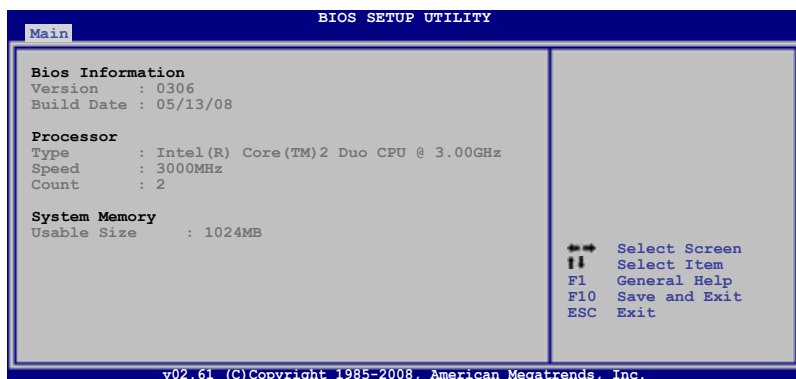 BIOS SETUP UTILITY
Main
Bios Information
Version : 0306
Build Date : 05/13/08
Processor
Type : Intel(R) Core(TM)2 Duo CPU @ 3.00GHz
Speed : 3000MHz
Count : 2
System Memory
Usable Size : 1024MB
←→ Select Screen
↑↓ Select Item
F1 General Help
F10 Save and Exit
ESC Exit
v02.61 (C)Copyright 1985-2008, American Megatrends, Inc.